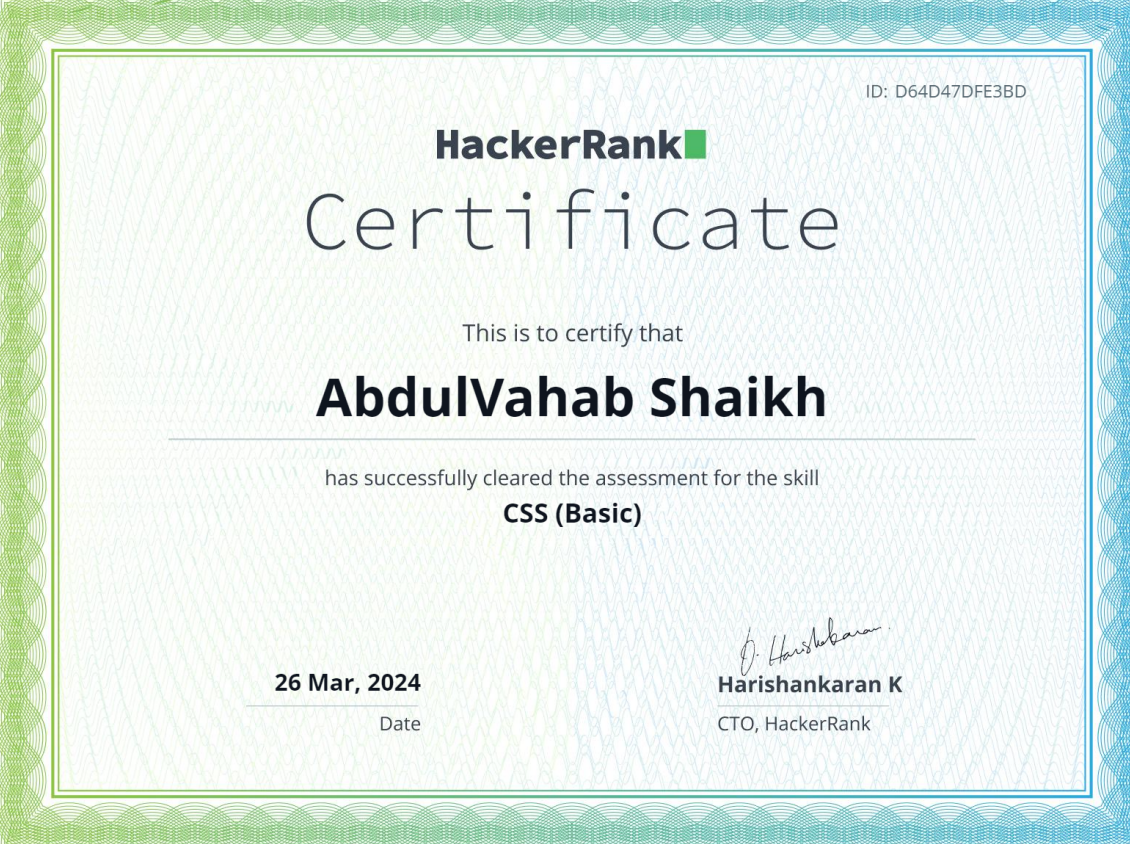 ID: D64D47DFE3BD
HackerRank
Certificate
This is to certify that
AbdulVahab Shaikh
has successfully cleared the assessment for the skill
CSS (Basic)
26 Mar, 2024
Date
Harishankaran K
CTO, HackerRank